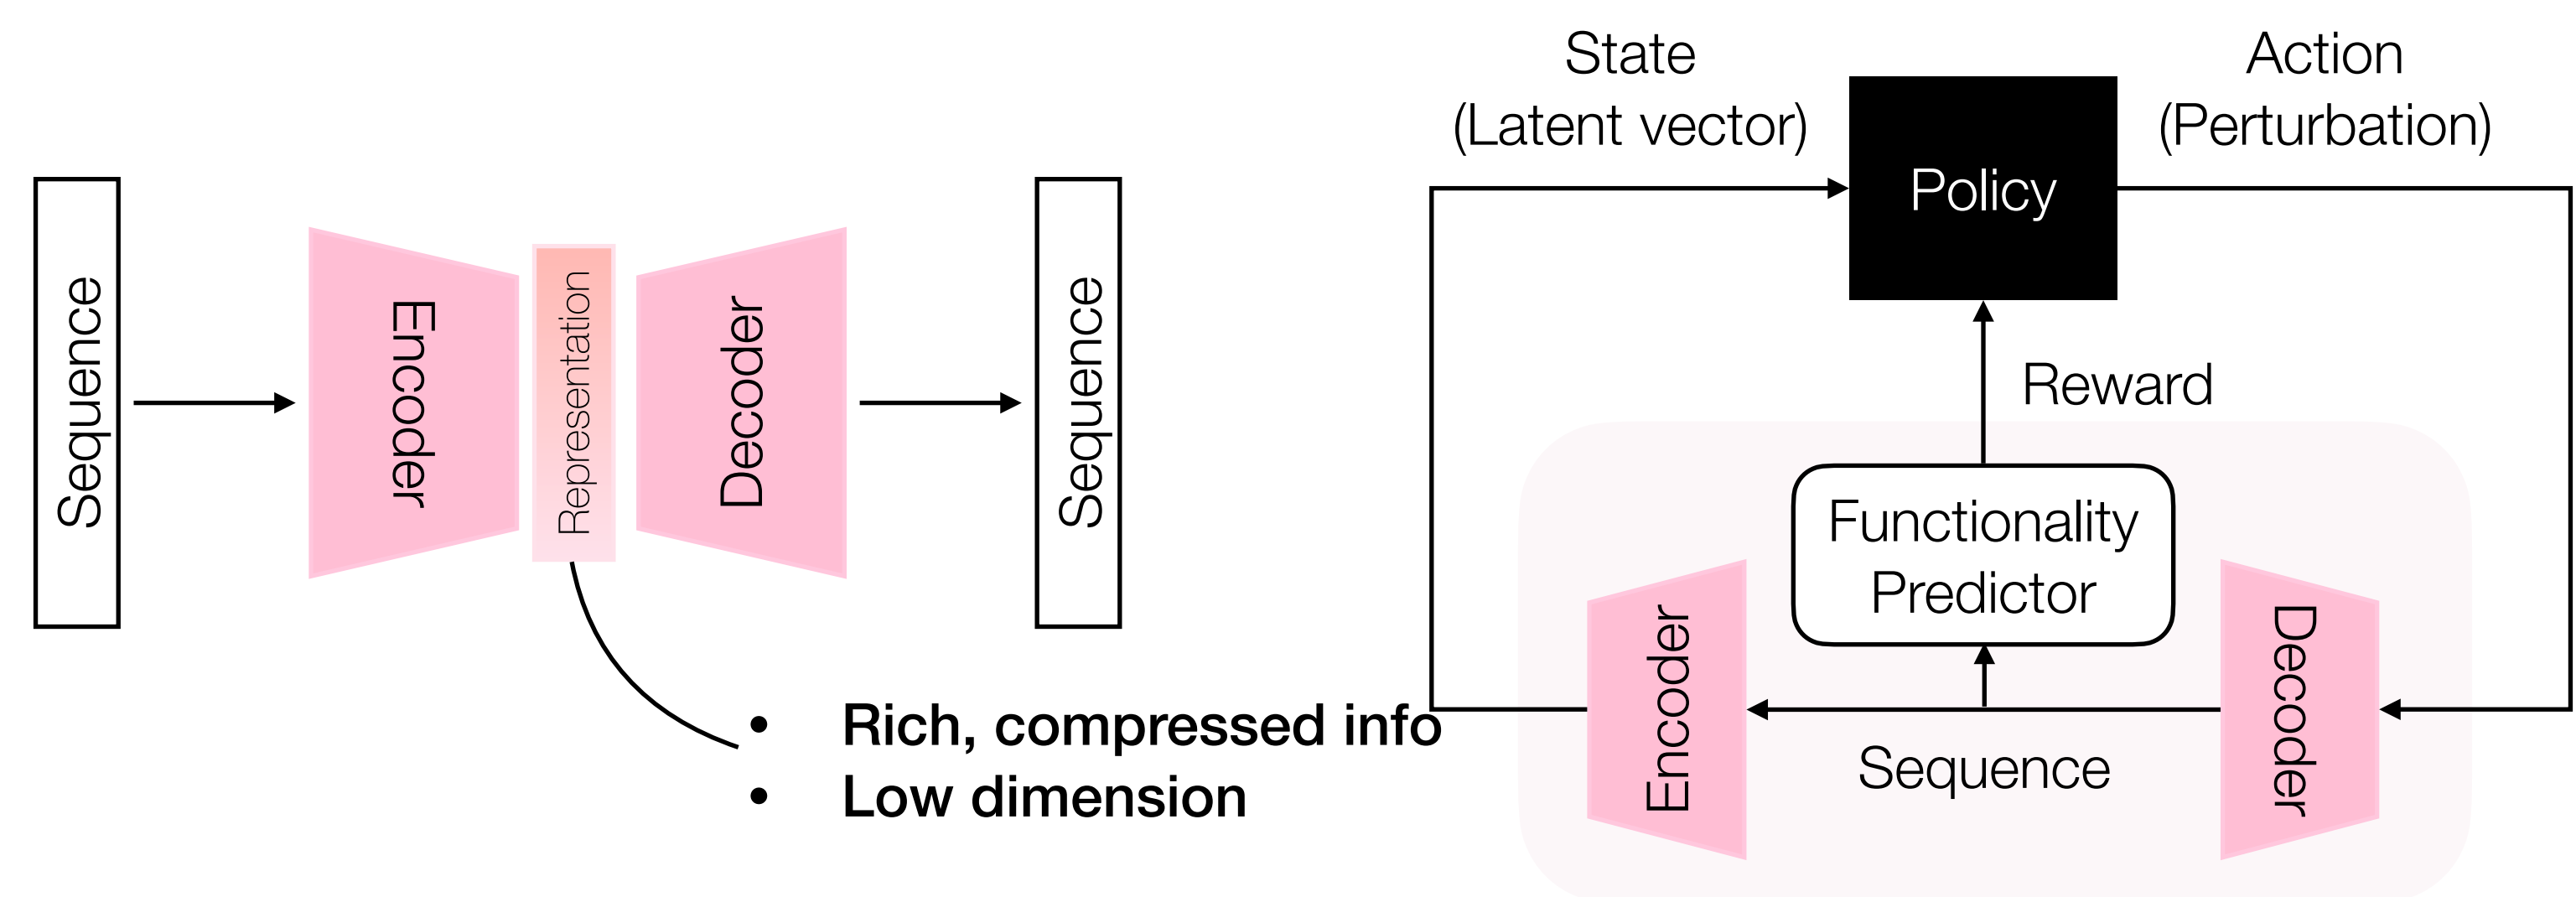 Sequence
Encoder
Representation
Decoder
Sequence
• Rich, compressed info
• Low dimension
State
(Latent vector)
Policy
Action
(Perturbation)
Reward
Functionality
Predictor
Encoder
Sequence
Decoder